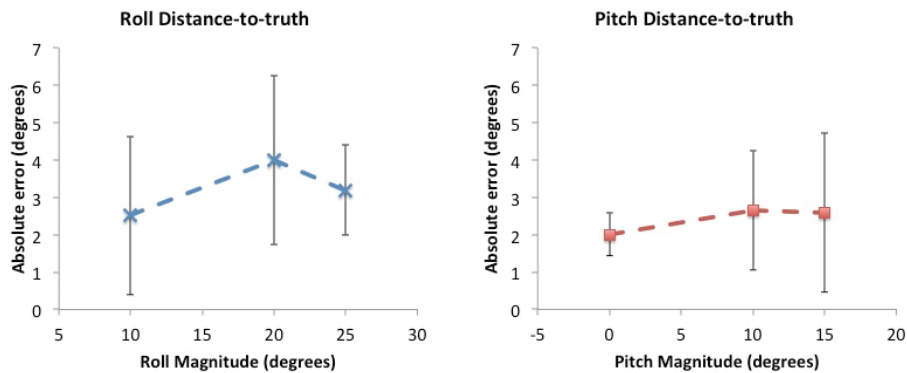 Roll Distance-to-truth
Absolute error (degrees)
7
6
5
4
3
2
1
0
5 10 15 20 25 30
Roll Magnitude (degrees)
Pitch Distance-to-truth
Absolute error (degrees)
7
6
5
4
3
2
1
0
-5 0 5 10 15 20
Pitch Magnitude (degrees)